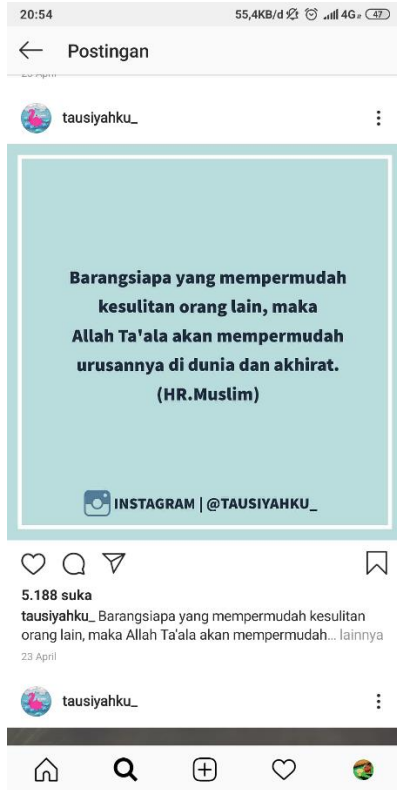 20:54 55,4KB/d 4G 47
Postingan
23 April
tausiyahku_
Barangsiapa yang mempermudah
kesulitan orang lain, maka
Allah Ta'ala akan mempermudah
urusannya di dunia dan akhirat.
(HR.Muslim)
INSTAGRAM | @TAUSIYAHKU_
5.188 suka
tausiyahku_ Barangsiapa yang mempermudah kesulitan
orang lain, maka Allah Ta'ala akan mempermudah... lainnya
23 April
tausiyahku_